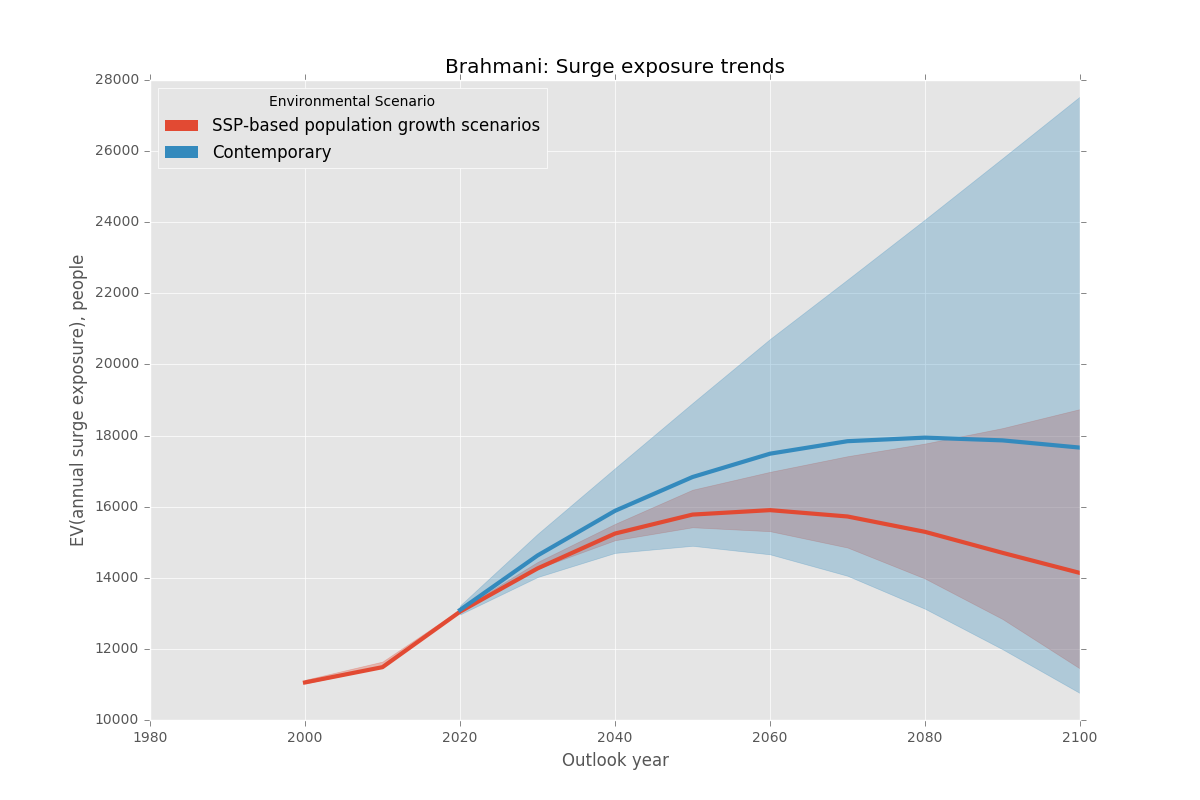 Brahmani: Surge exposure trends
28000
26000
24000
22000
20000
18000
16000
14000
12000
10000
EV(annual surge exposure), people
Environmental Scenario
SSP-based population growth scenarios
Contemporary
1980 2000 2020 2040 2060 2080 2100
Outlook year